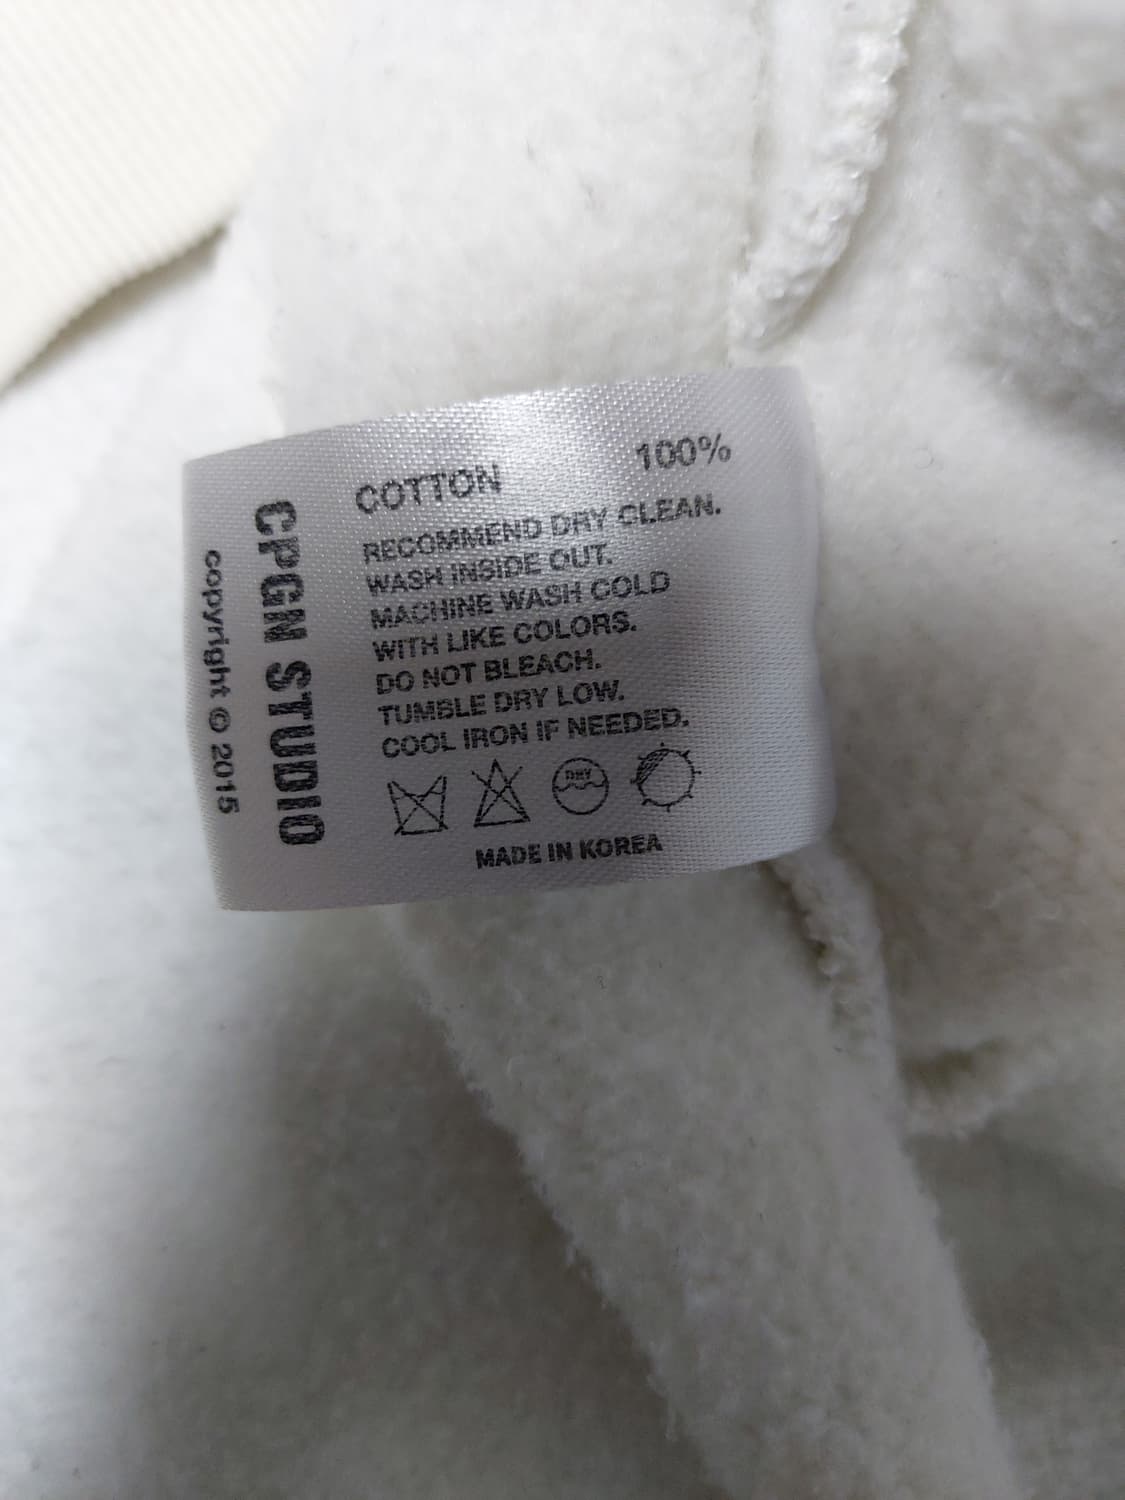 COTTON 100%
RECOMMEND DRY CLEAN.
WASH INSIDE OUT.
MACHINE WASH COLD
WITH LIKE COLORS.
DO NOT BLEACH.
TUMBLE DRY LOW.
COOL IRON IF NEEDED.
DRY
MADE IN KOREA
CPGN STUDIO
copyright © 2015